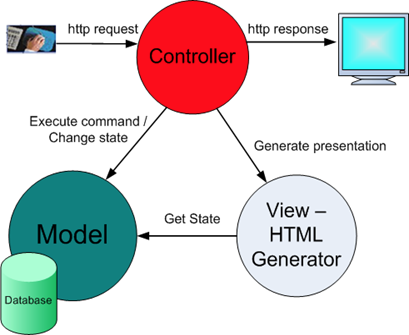 http request
http response
Controller
Execute command /
Change state
Generate presentation
Model
Get State
View –
HTML
Generator
Database